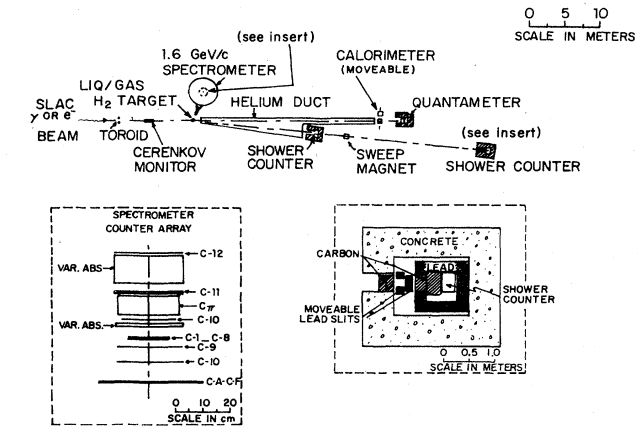 0 5 10
SCALE IN METERS
(see insert)
1.6 GeV/c
SPECTROMETER
CALORIMETER
(MOVEABLE)
LIQ/GAS
H2 TARGET
HELIUM DUCT
QUANTAMETER
SLAC
γ OR e-
BEAM
TOROID
CERENKOV
MONITOR
SHOWER
COUNTER
SWEEP
MAGNET
(see insert)
SHOWER COUNTER
SPECTROMETER
COUNTER ARRAY
C-12
VAR. ABS
C-11
Cπ
C-10
VAR. ABS.
C-1 C-8
C-9
C-10
C-A-C-F
0 10 20
SCALE IN cm
CONCRETE
CARBON
LEAD
SHOWER
COUNTER
MOVEABLE
LEAD SLITS
0 0.5 1.0
SCALE IN METERS